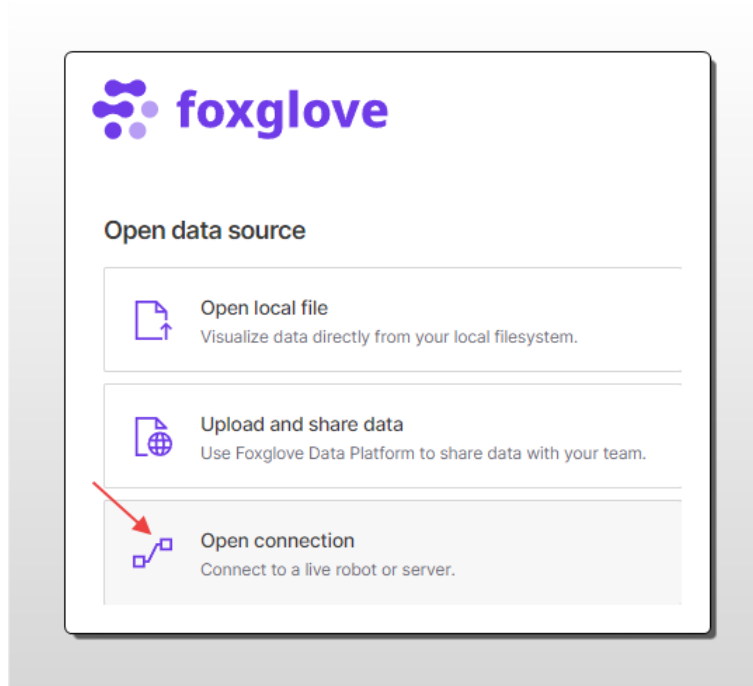 foxglove
Open data source
Open local file
Visualize data directly from your local filesystem.
Upload and share data
Use Foxglove Data Platform to share data with your team.
Open connection
Connect to a live robot or server.